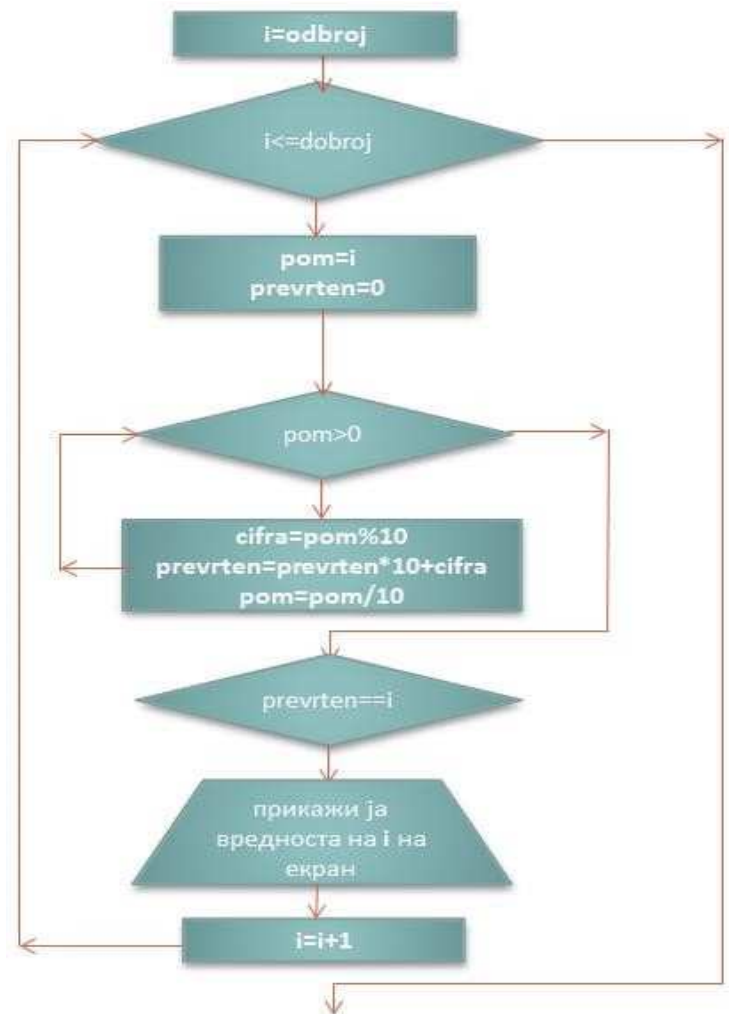 i=odbroj
i<=dobroj
pom=i
prevrten=0
pom>0
cifra=pom%10
prevrten=prevrten*10+cifra
pom=pom/10
prevrten==i
прикажи ја
вредноста на i на
екран
i=i+1